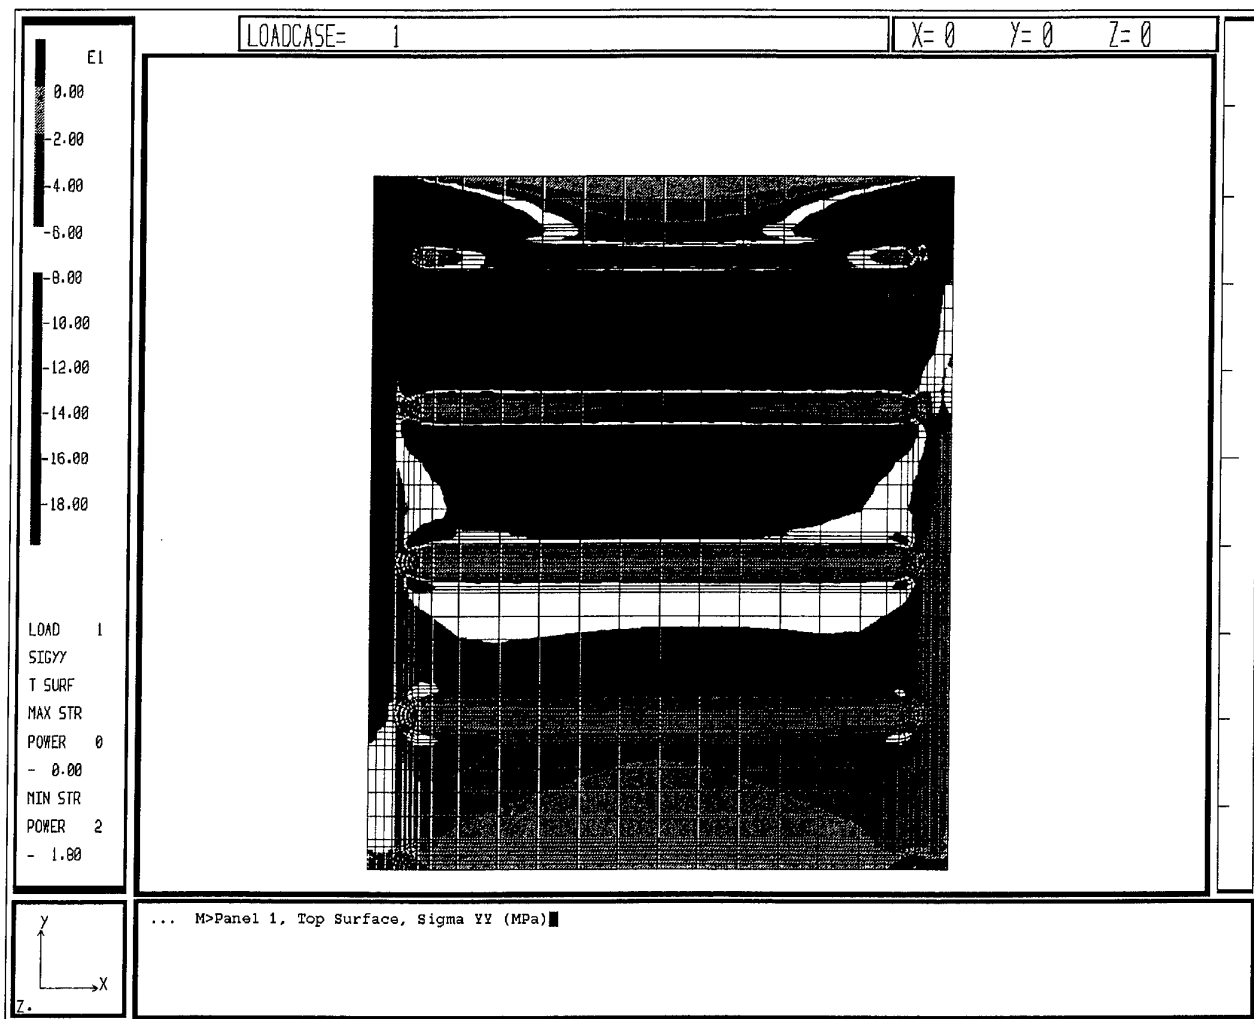 LOADCASE= 1
X= 0 Y= 0 Z= 0
E1
0.00
-2.00
-4.00
-6.00
-8.00
-10.00
-12.00
-14.00
-16.00
-18.00
LOAD 1
SIGYY
T SURF
MAX STR
POWER 0
- 0.00
MIN STR
POWER 2
- 1.80
... M>Panel 1, Top Surface, Sigma YY (MPa)
y
X
Z.